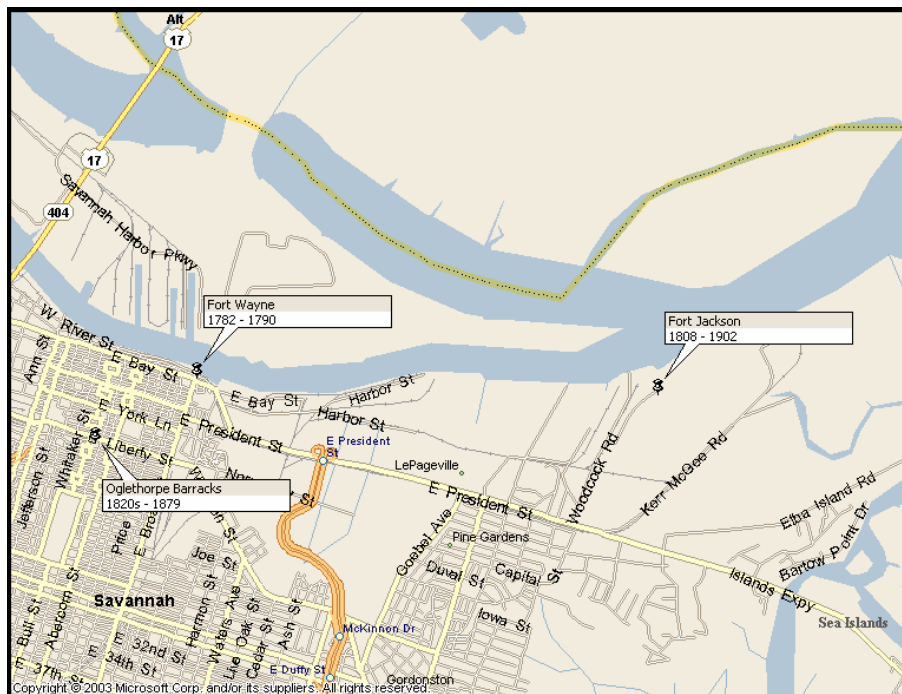 Alt
17
17
404
Savannah Harbor Pkwy
Fort Wayne
1782 - 1790
Fort Jackson
1808 - 1902
W River St
E Bay St
Ann St
E Bay St
Harbor St
Harbor St
E York Ln
E President St
E President
St
Whitaker
Liberty St
LePageville
Woodcock Rd
Kerr McGee Rd
Elba Island Rd
Oglethorpe Barracks
1820s - 1879
E President St
Jefferson St
Price
E Bro
Goebel Ave
Pine Gardens
Bartow Point Dr
Joe St
Duval St
Capital St
Islands Expy
Savannah
Iowa St
Sea Islands
E Bull St
Abercorn St
Harmon St
Waters Ave
Live Oak St
Cedar St
Ash St
McKinnon Dr
E 32nd St
E 34th St
E 37th St
E Duffy St
Gordonston
Copyright © 2003 Microsoft Corp. and/or its suppliers. All rights reserved.